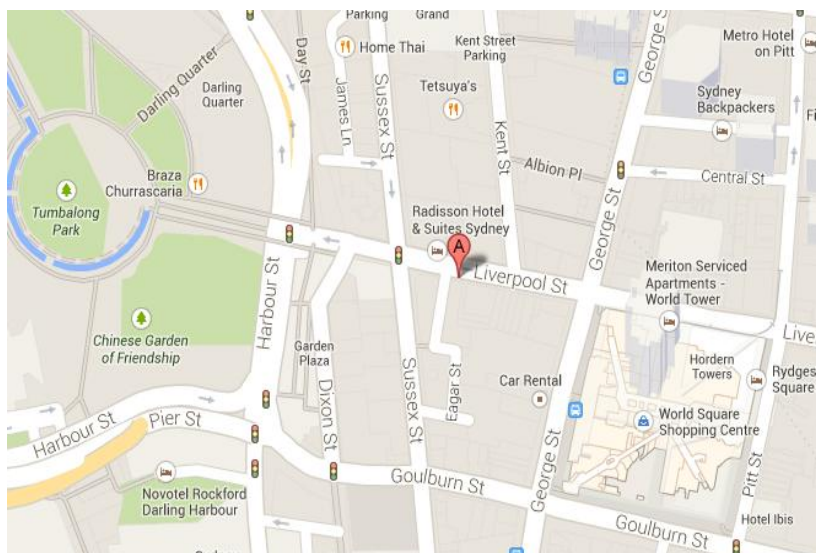 Parking
Grand
Home Thai
Kent Street
Parking
Day St
George St
Metro Hotel
on Pitt
Darling Quarter
Darling
Quarter
James Ln
Sussex St
Tetsuya's
Sydney
Backpackers
Kent St
Albion Pl
Central St
Braza
Churrascaria
Tumbalong
Park
Radisson Hotel
& Suites Sydney
A
Liverpool St
George St
Meriton Serviced
Apartments -
World Tower
Harbour St
Chinese Garden
of Friendship
Garden
Plaza
Dixon St
Sussex St
Eagar St
Car Rental
Hordern
Towers
Rydges
Square
World Square
Shopping Centre
Harbour St
Pier St
Goulburn St
George St
Pitt St
Novotel Rockford
Darling Harbour
Goulburn St
Hotel Ibis